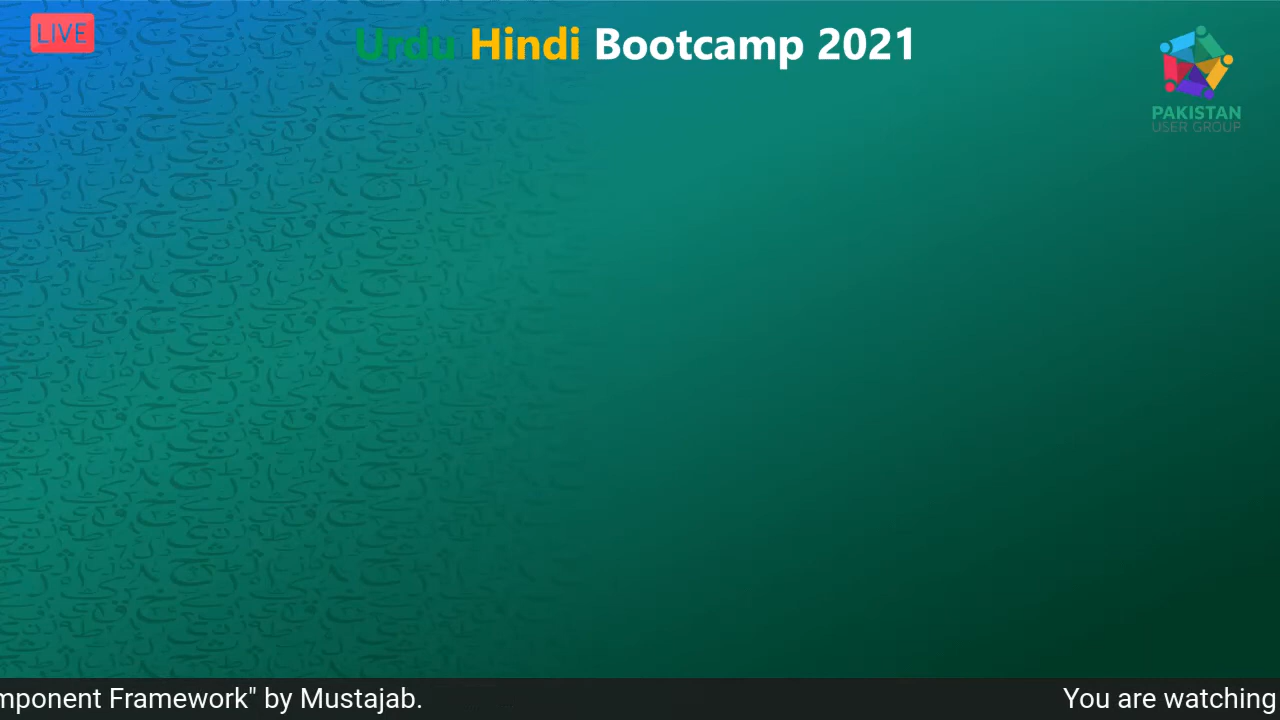 LIVE
Urdu Hindi Bootcamp 2021
PAKISTAN
USER GROUP
mponent Framework" by Mustajab.
You are watching